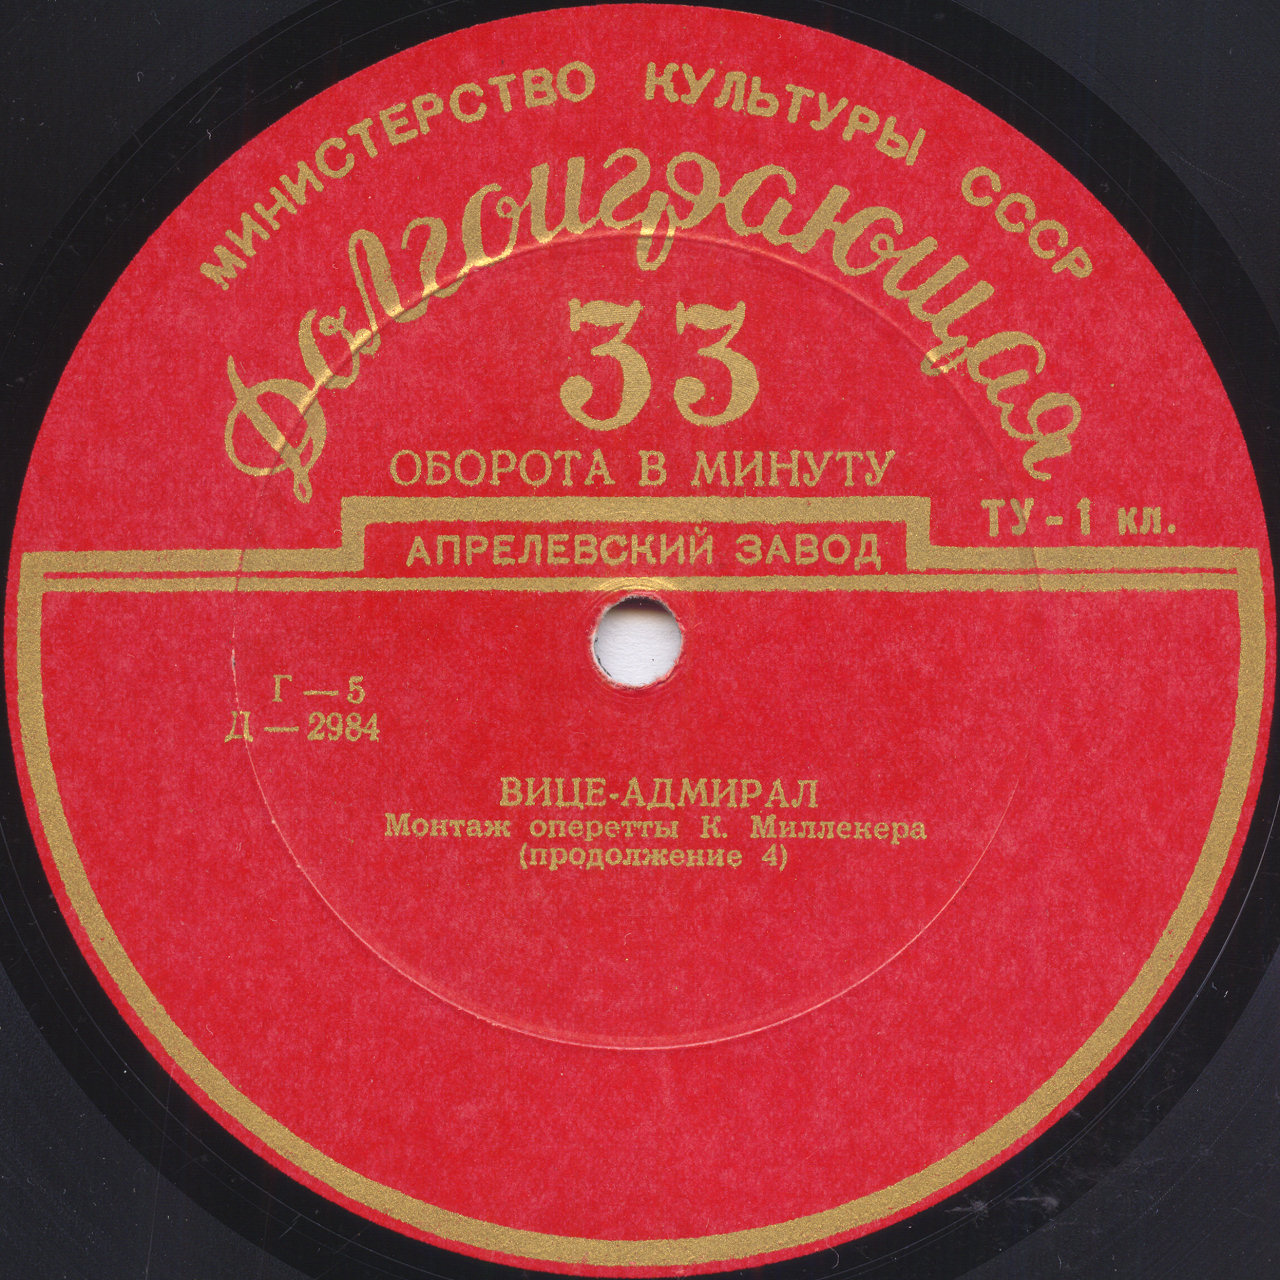 МИНИСТЕРСТВО КУЛЬТУРЫ СССР
Долгоиграющая
33
ОБОРОТА В МИНУТУ
ТУ-1 кл.
АПРЕЛЕВСКИЙ ЗАВОД
Г — 5
Д — 2984
ВИЦЕ-АДМИРАЛ
Монтаж оперетты К. Миллекера
(продолжение 4)